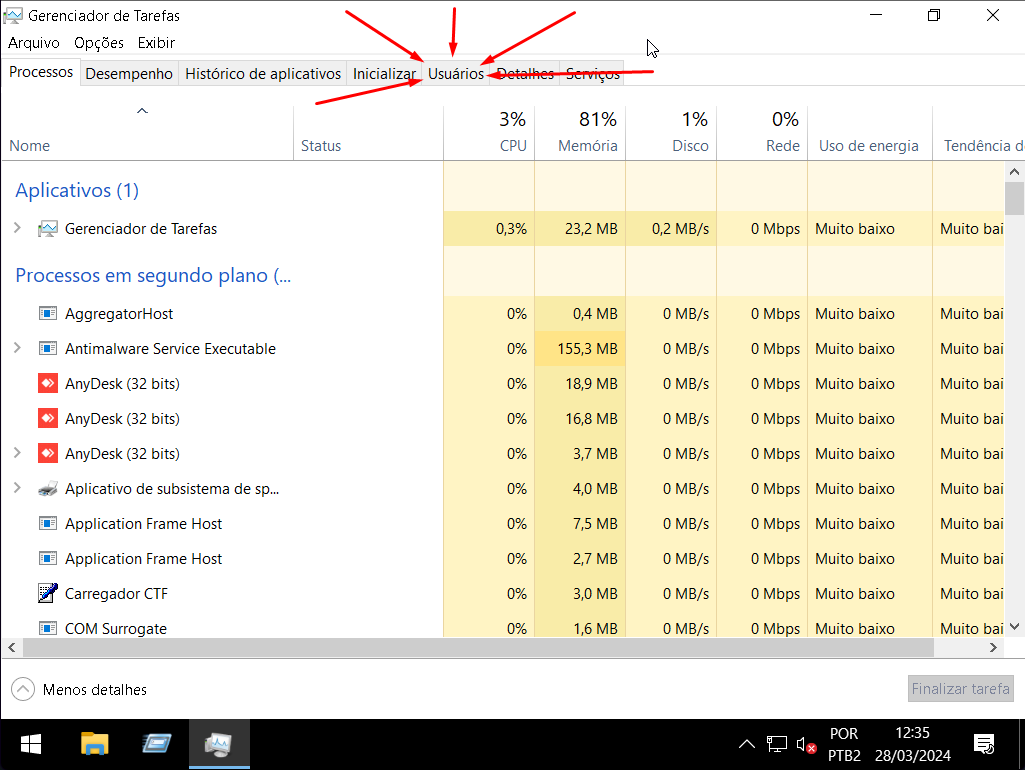 Gerenciador de Tarefas
Arquivo Opções Exibir
Processos Desempenho Histórico de aplicativos Inicializar Usuários Detalhes Serviços
3% 81% 1% 0%
Nome Status CPU Memória Disco Rede Uso de energia Tendência d
Aplicativos (1)
Gerenciador de Tarefas 0,3% 23,2 MB 0,2 MB/s 0 Mbps Muito baixo Muito bai
Processos em segundo plano (...
AggregatorHost 0% 0,4 MB 0 MB/s 0 Mbps Muito baixo Muito bai
Antimalware Service Executable 0% 155,3 MB 0 MB/s 0 Mbps Muito baixo Muito bai
AnyDesk (32 bits) 0% 18,9 MB 0 MB/s 0 Mbps Muito baixo Muito bai
AnyDesk (32 bits) 0% 16,8 MB 0 MB/s 0 Mbps Muito baixo Muito bai
AnyDesk (32 bits) 0% 3,7 MB 0 MB/s 0 Mbps Muito baixo Muito bai
Aplicativo de subsistema de sp... 0% 4,0 MB 0 MB/s 0 Mbps Muito baixo Muito bai
Application Frame Host 0% 7,5 MB 0 MB/s 0 Mbps Muito baixo Muito bai
Application Frame Host 0% 2,7 MB 0 MB/s 0 Mbps Muito baixo Muito bai
Carregador CTF 0% 3,0 MB 0 MB/s 0 Mbps Muito baixo Muito bai
COM Surrogate 0% 1,6 MB 0 MB/s 0 Mbps Muito baixo Muito bai
Menos detalhes Finalizar tarefa
POR 12:35
PTB2 28/03/2024